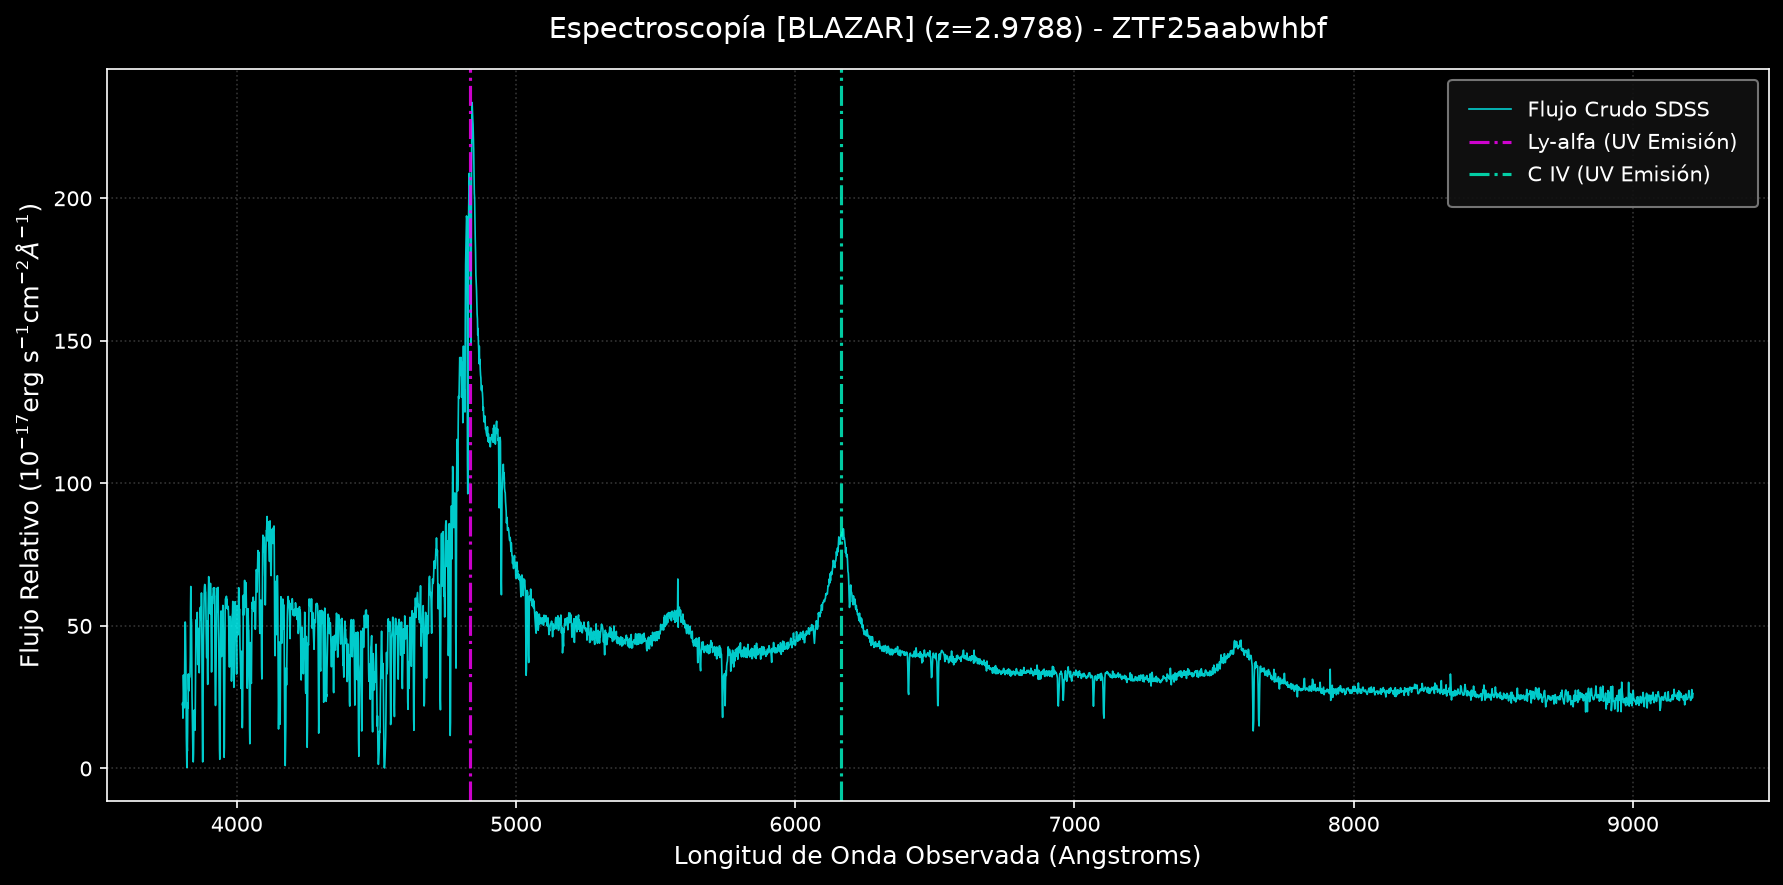 Espectroscopía [BLAZAR] (z=2.9788) - ZTF25aabwhbf
Flujo Crudo SDSS
Ly-alfa (UV Emisión)
C IV (UV Emisión)
Flujo Relativo (10⁻¹⁷erg s⁻¹cm⁻²Å⁻¹)
200
150
100
50
0
4000 5000 6000 7000 8000 9000
Longitud de Onda Observada (Angstroms)